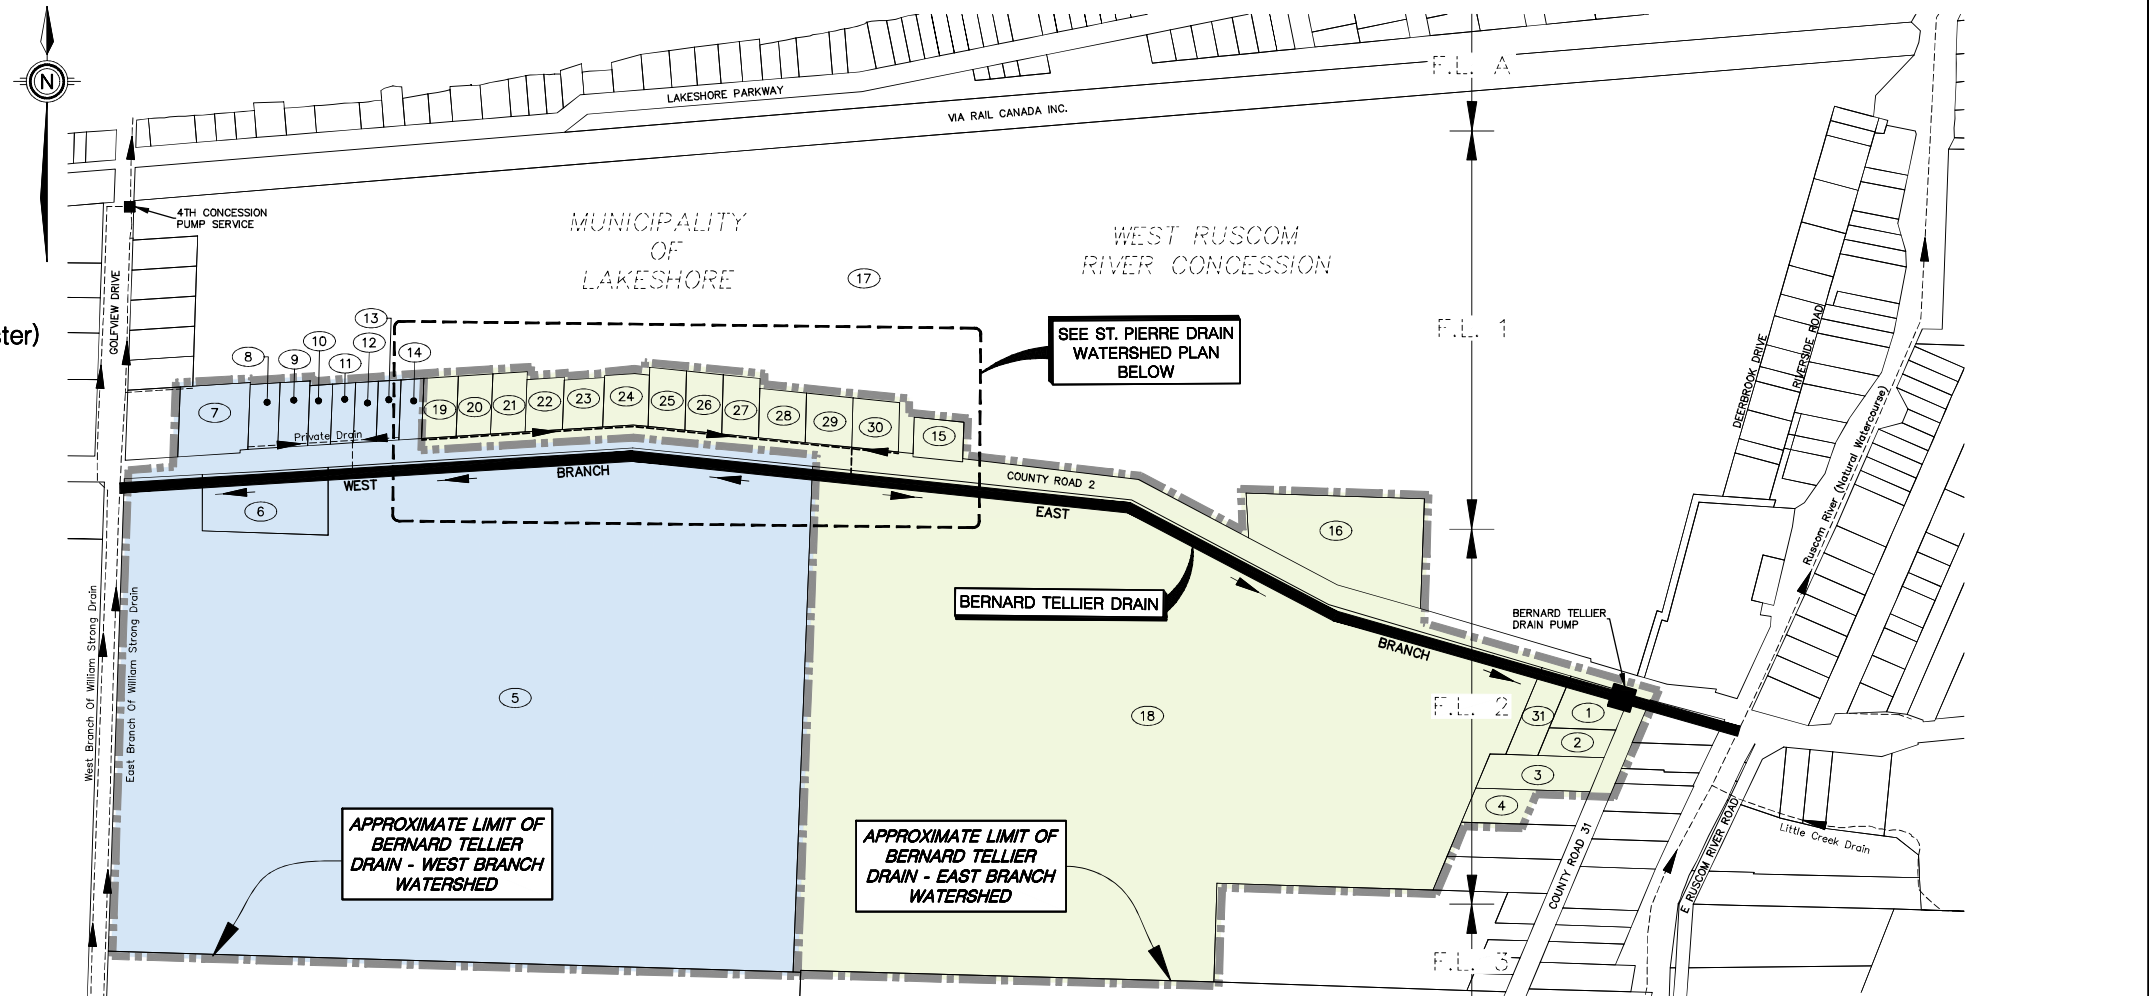 N
LAKESHORE PARKWAY
VIA RAIL CANADA INC.
F.L. A
4TH CONCESSION
PUMP SERVICE
MUNICIPALITY
OF
LAKESHORE
WEST RUSCOM
RIVER CONCESSION
17
GOLFVIEW DRIVE
ster)
F.L. 1
SEE ST. PIERRE DRAIN
WATERSHED PLAN
BELOW
DEERBROOK DRIVE
RIVERSIDE ROAD
Ruscom River (Natural Watercourse)
13
10
12
8
9
11
14
7
19
20
21
22
23
24
25
26
27
28
29
30
15
Private Drain
WEST
BRANCH
6
COUNTY ROAD 2
EAST
16
BERNARD TELLIER DRAIN
BRANCH
BERNARD TELLIER
DRAIN PUMP
West Branch Of William Strong Drain
East Branch Of William Strong Drain
5
18
F.L. 2
31
1
2
3
4
APPROXIMATE LIMIT OF
BERNARD TELLIER
DRAIN - WEST BRANCH
WATERSHED
APPROXIMATE LIMIT OF
BERNARD TELLIER
DRAIN - EAST BRANCH
WATERSHED
COUNTY ROAD 31
E RUSCOM RIVER ROAD
Little Creek Drain
F.L. 3